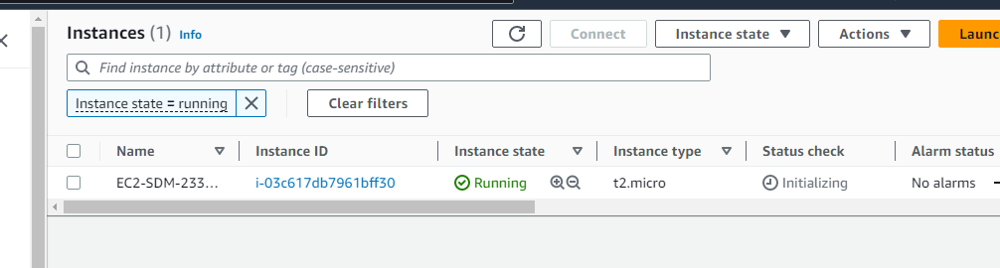 Instances (1) Info
Connect
Instance state
Actions
Launc
Find instance by attribute or tag (case-sensitive)
Instance state = running
Clear filters
Name Instance ID Instance state Instance type Status check Alarm status
EC2-SDM-233... i-03c617db7961bff30 Running t2.micro Initializing No alarms